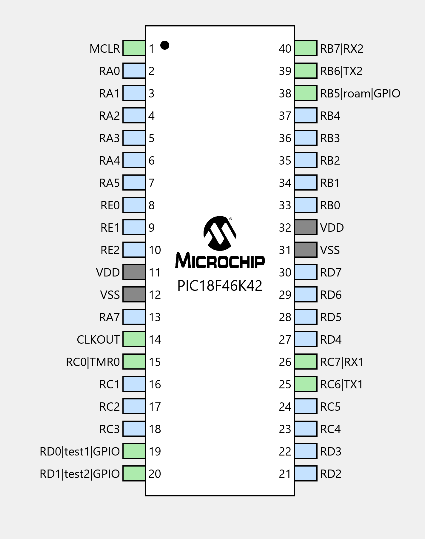 MCLR 1 40 RB7|RX2
RA0 2 39 RB6|TX2
RA1 3 38 RB5|roam|GPIO
RA2 4 37 RB4
RA3 5 36 RB3
RA4 6 35 RB2
RA5 7 34 RB1
RE0 8 33 RB0
RE1 9 32 VDD
RE2 10 31 VSS
MICROCHIP
VDD 11 30 RD7
PIC18F46K42
VSS 12 29 RD6
RA7 13 28 RD5
CLKOUT 14 27 RD4
RC0|TMR0 15 26 RC7|RX1
RC1 16 25 RC6|TX1
RC2 17 24 RC5
RC3 18 23 RC4
RD0|test1|GPIO 19 22 RD3
RD1|test2|GPIO 20 21 RD2